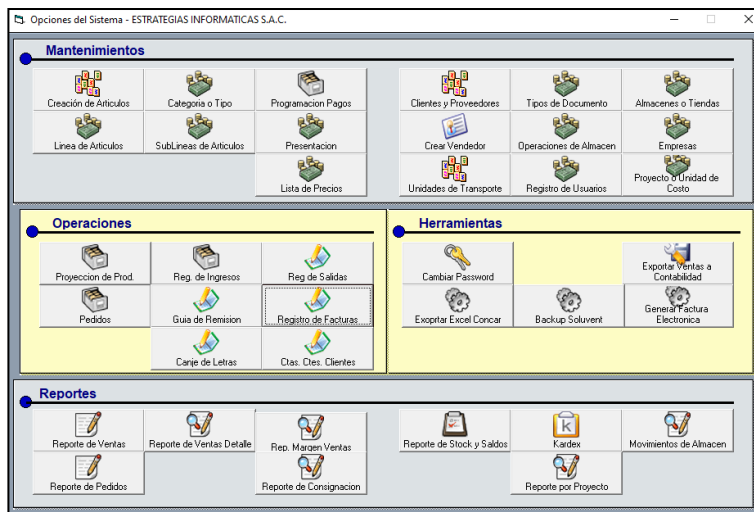 Opciones del Sistema - ESTRATEGIAS INFORMATICAS S.A.C.
Mantenimientos
Creación de Articulos
Categoria o Tipo
Programacion Pagos
Clientes y Proveedores
Tipos de Documento
Almacenes o Tiendas
Linea de Articulos
SubLineas de Articulos
Presentacion
Crear Vendedor
Operaciones de Almacen
Empresas
Lista de Precios
Unidades de Transporte
Registro de Usuarios
Proyecto o Unidad de
Costo
Operaciones
Proyeccion de Prod.
Reg. de Ingresos
Reg de Salidas
Pedidos
Guia de Remision
Registro de Facturas
Canje de Letras
Ctas. Ctes. Clientes
Herramientas
Cambiar Password
Exportar Ventas a
Contabilidad
Exoprtar Excel Concar
Backup Soluvent
General Factura
Electronica
Reportes
Reporte de Ventas
Reporte de Ventas Detalle
Rep. Margen Ventas
Reporte de Stock y Saldos
k
Kardex
Movimientos de Almacen
Reporte de Pedidos
Reporte de Consignacion
Reporte por Proyecto